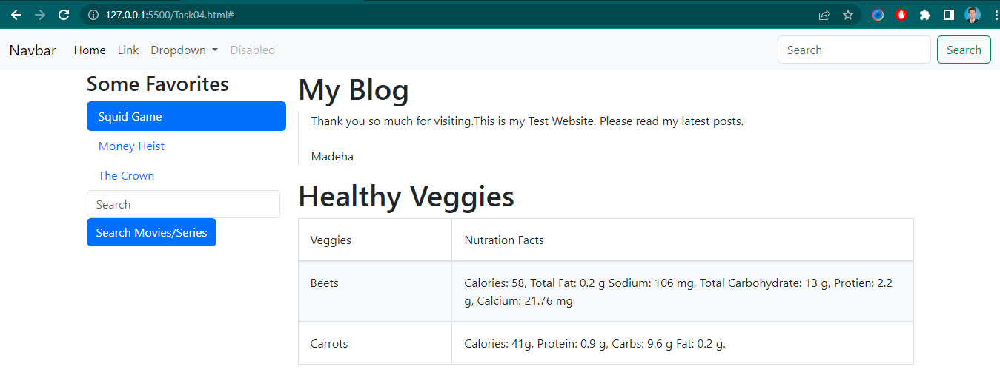 127.0.0.1:5500/Task04.html#
Navbar Home Link Dropdown Disabled Search Search
Some Favorites
Squid Game
Money Heist
The Crown
Search
Search Movies/Series
My Blog
Thank you so much for visiting.This is my Test Website. Please read my latest posts.
Madeha
Healthy Veggies
Veggies Nutration Facts
Beets Calories: 58, Total Fat: 0.2 g Sodium: 106 mg, Total Carbohydrate: 13 g, Protien: 2.2
g, Calcium: 21.76 mg
Carrots Calories: 41g, Protein: 0.9 g, Carbs: 9.6 g Fat: 0.2 g.